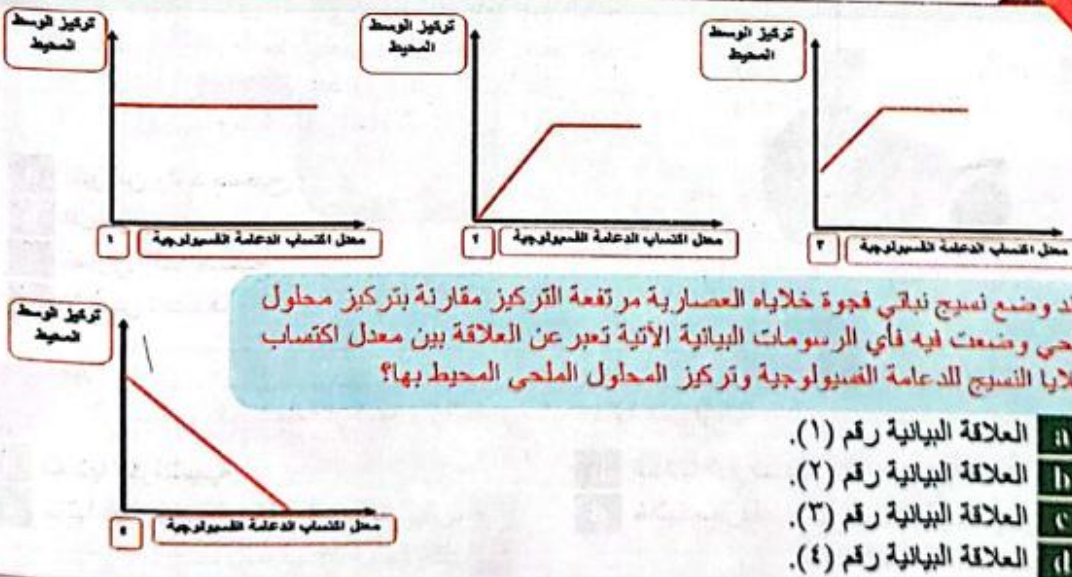 تركيز الوسط
المحيط
معدل اكتساب الدعامة الفسيولوجية
٣
تركيز الوسط
المحيط
معدل اكتساب الدعامة الفسيولوجية
٢
تركيز الوسط
المحيط
معدل اكتساب الدعامة الفسيولوجية
١
وضع نسيج نباتي فجوة خلاياه العصارية مرتفعة التركيز مقارنة بتركيز محلول
وضعت فيه فأي الرسومات البيانية الآتية تعبر عن العلاقة بين معدل اكتساب
النسيج للدعامة الفسيولوجية وتركيز المحلول الملحي المحيط بها؟
تركيز الوسط
المحيط
معدل اكتساب الدعامة الفسيولوجية
٤
a العلاقة البيانية رقم (١).
b العلاقة البيانية رقم (٢).
c العلاقة البيانية رقم (٣).
d العلاقة البيانية رقم (٤).